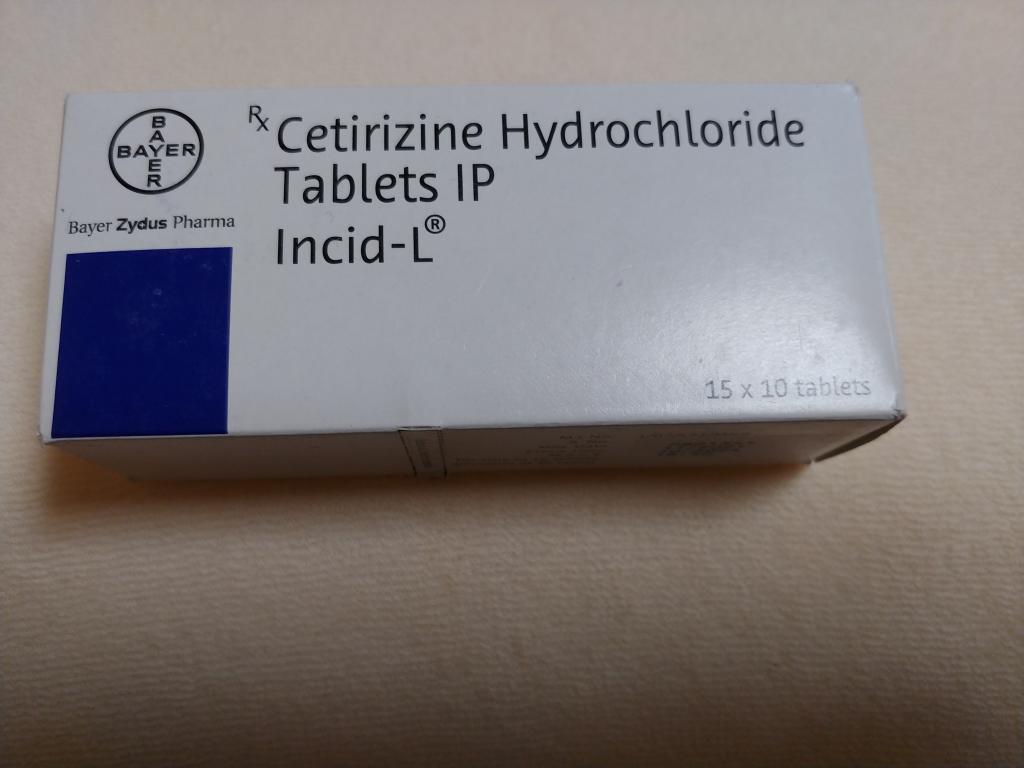 BAYER
BAYER
Bayer Zydus Pharma
Rx Cetirizine Hydrochloride
Tablets IP
Incid-L®
15 x 10 tablets